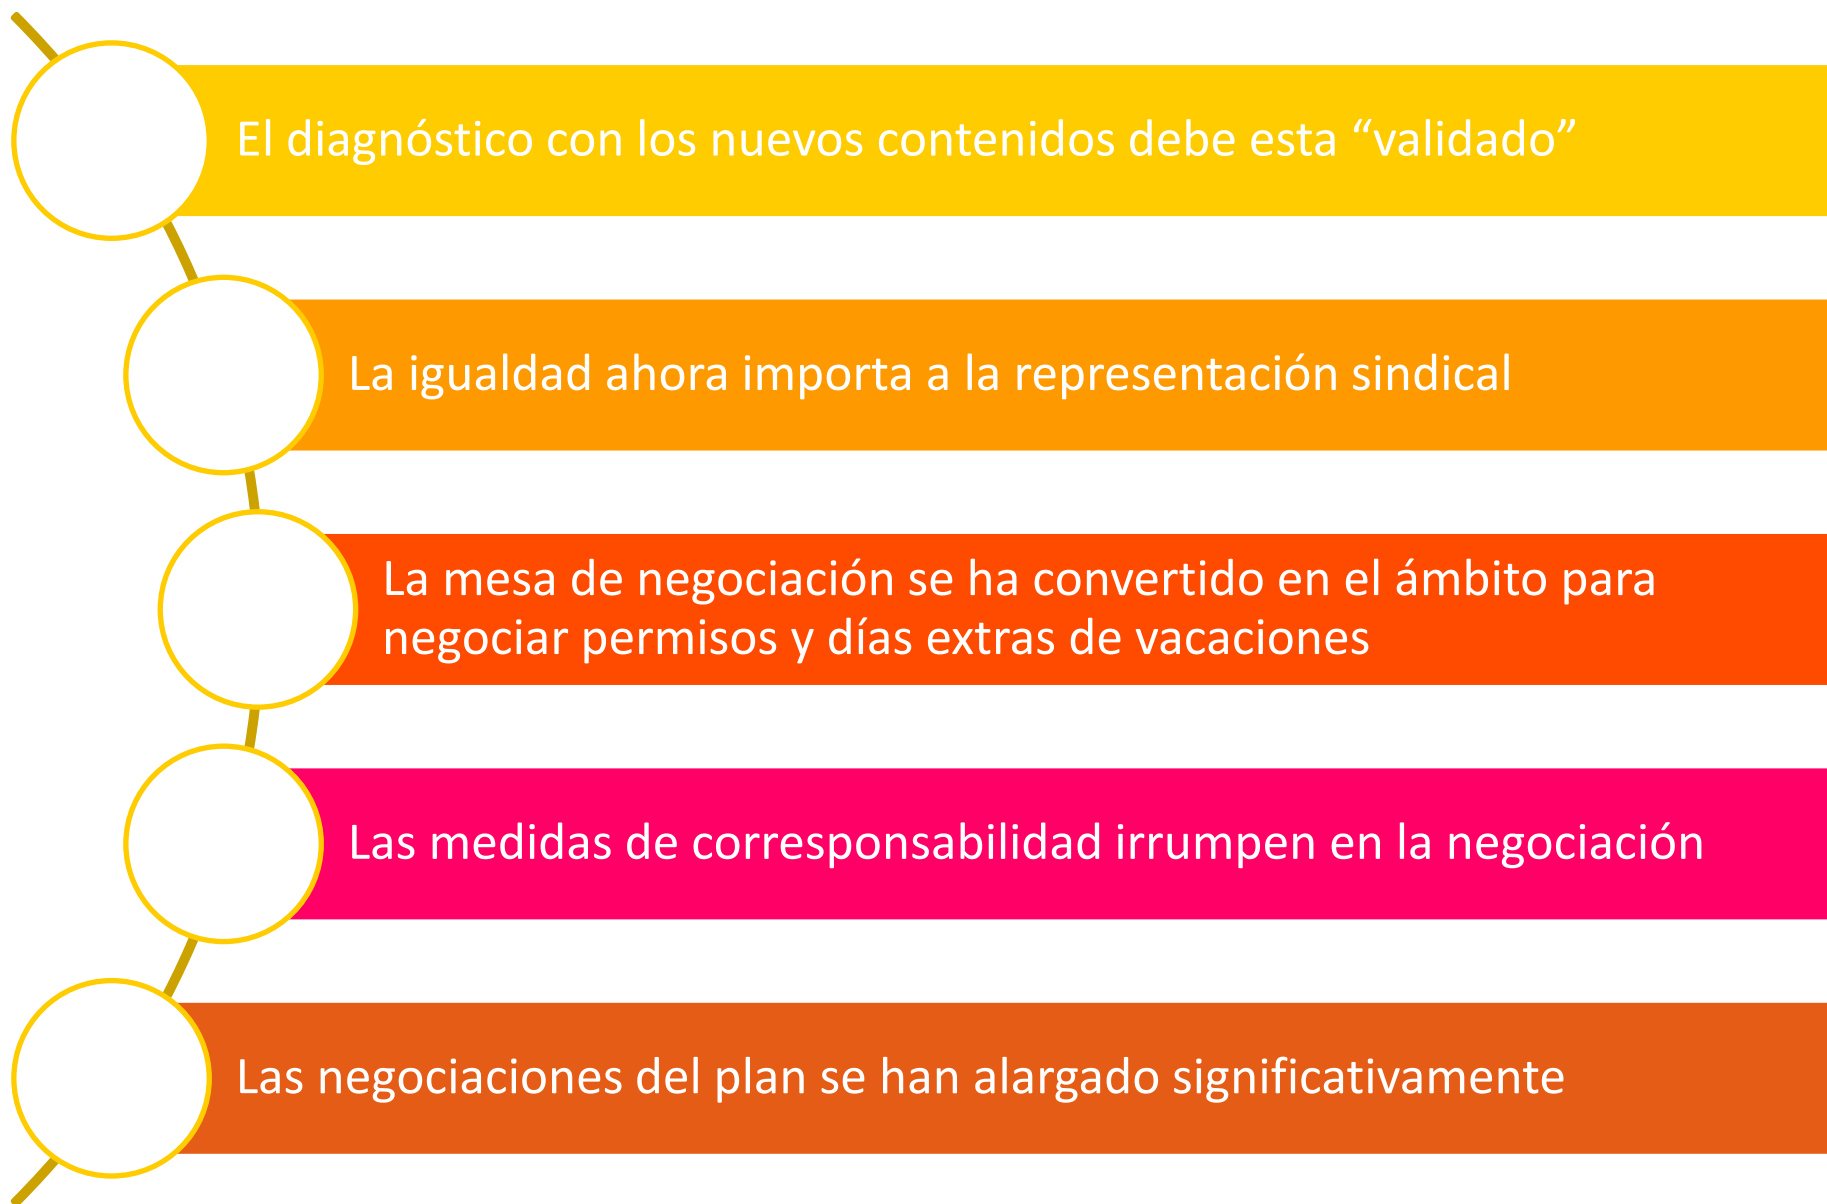 El diagnóstico con los nuevos contenidos debe esta “validado”
La igualdad ahora importa a la representación sindical
La mesa de negociación se ha convertido en el ámbito para
negociar permisos y días extras de vacaciones
Las medidas de corresponsabilidad irrumpen en la negociación
Las negociaciones del plan se han alargado significativamente